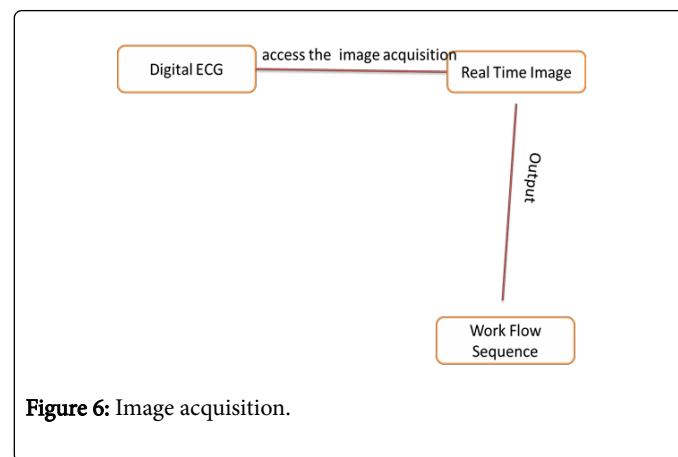 access the image acquisition
Digital ECG
Real Time Image
Output
Work Flow
Sequence
Figure 6: Image acquisition.